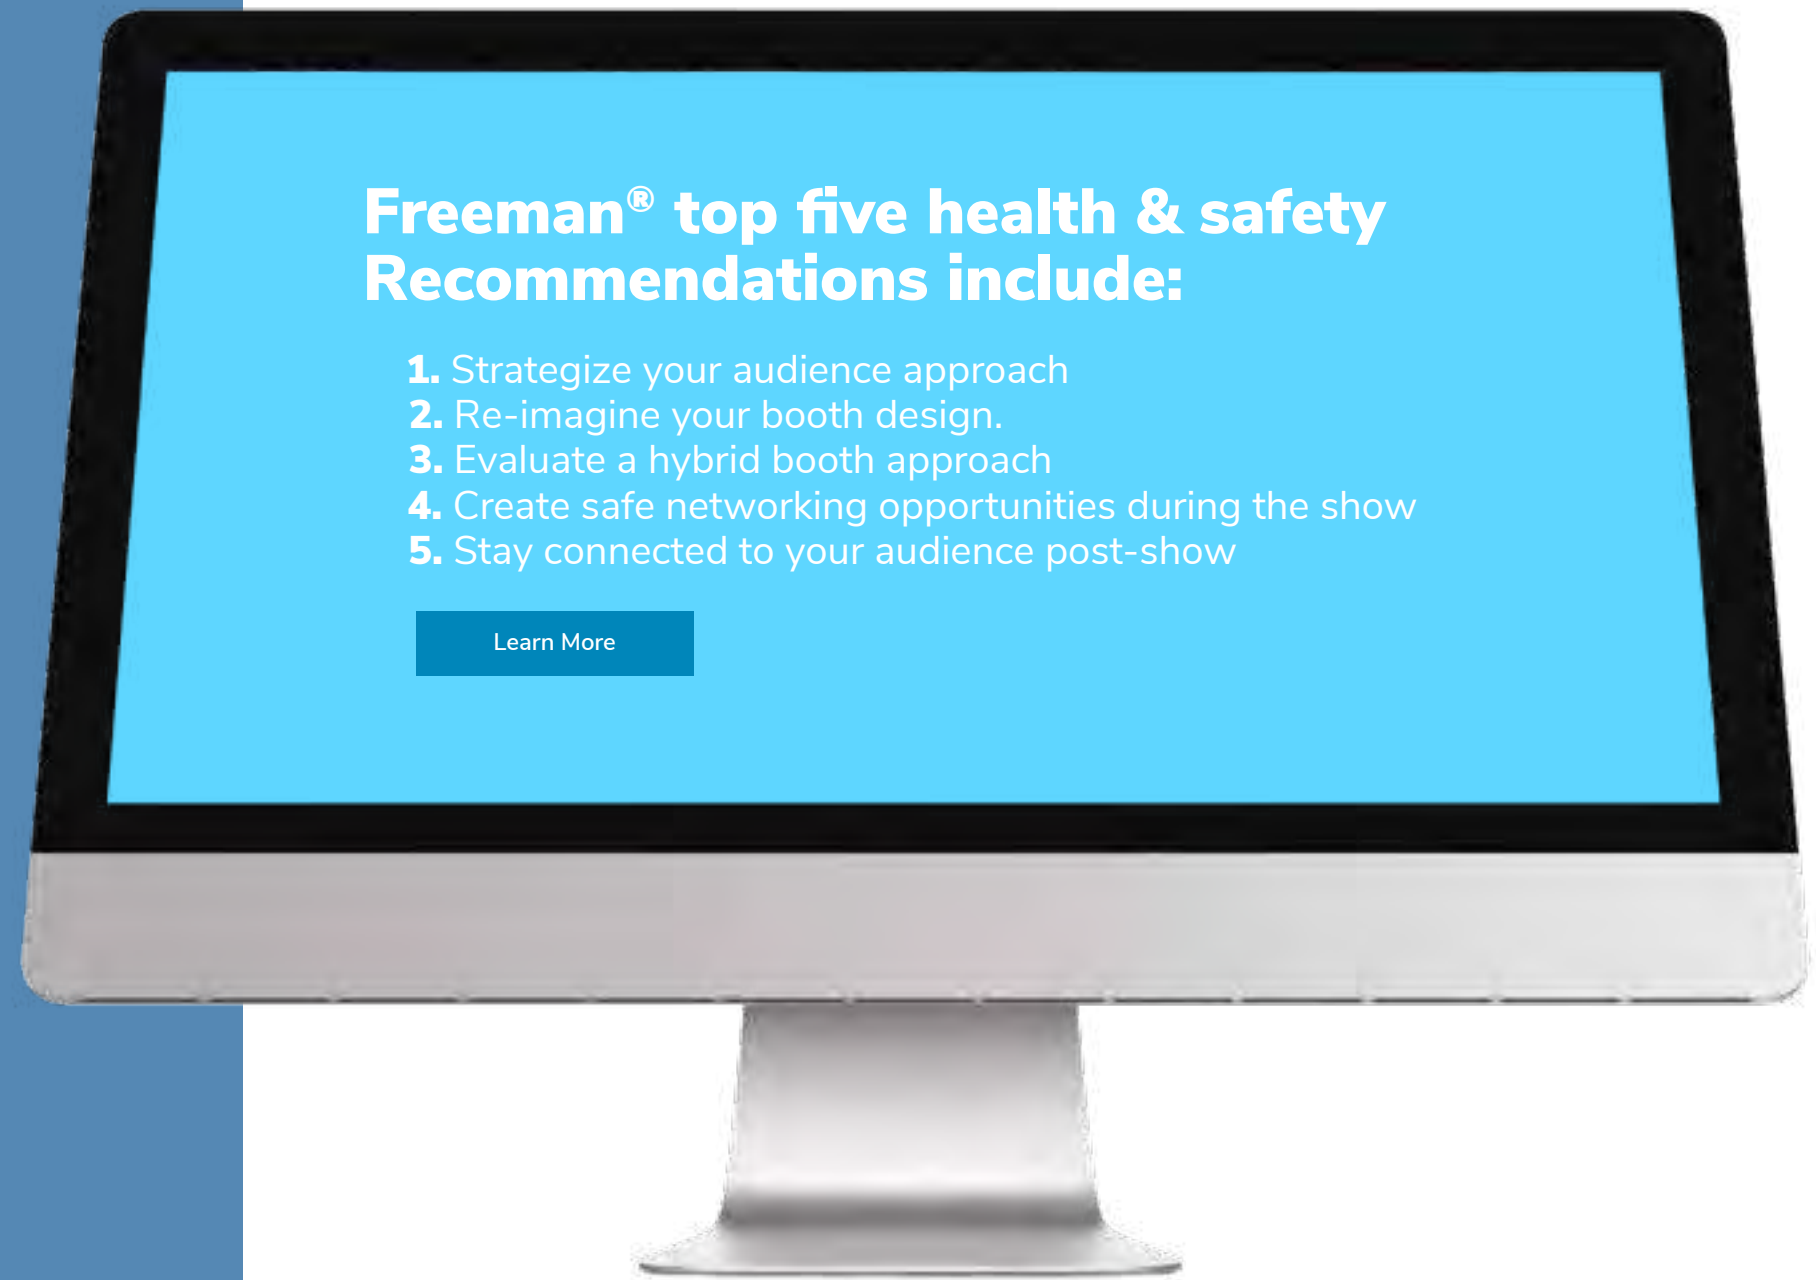 Freeman® top five health & safety
Recommendations include:
1. Strategize your audience approach
2. Re-imagine your booth design.
3. Evaluate a hybrid booth approach
4. Create safe networking opportunities during the show
5. Stay connected to your audience post-show
Learn More